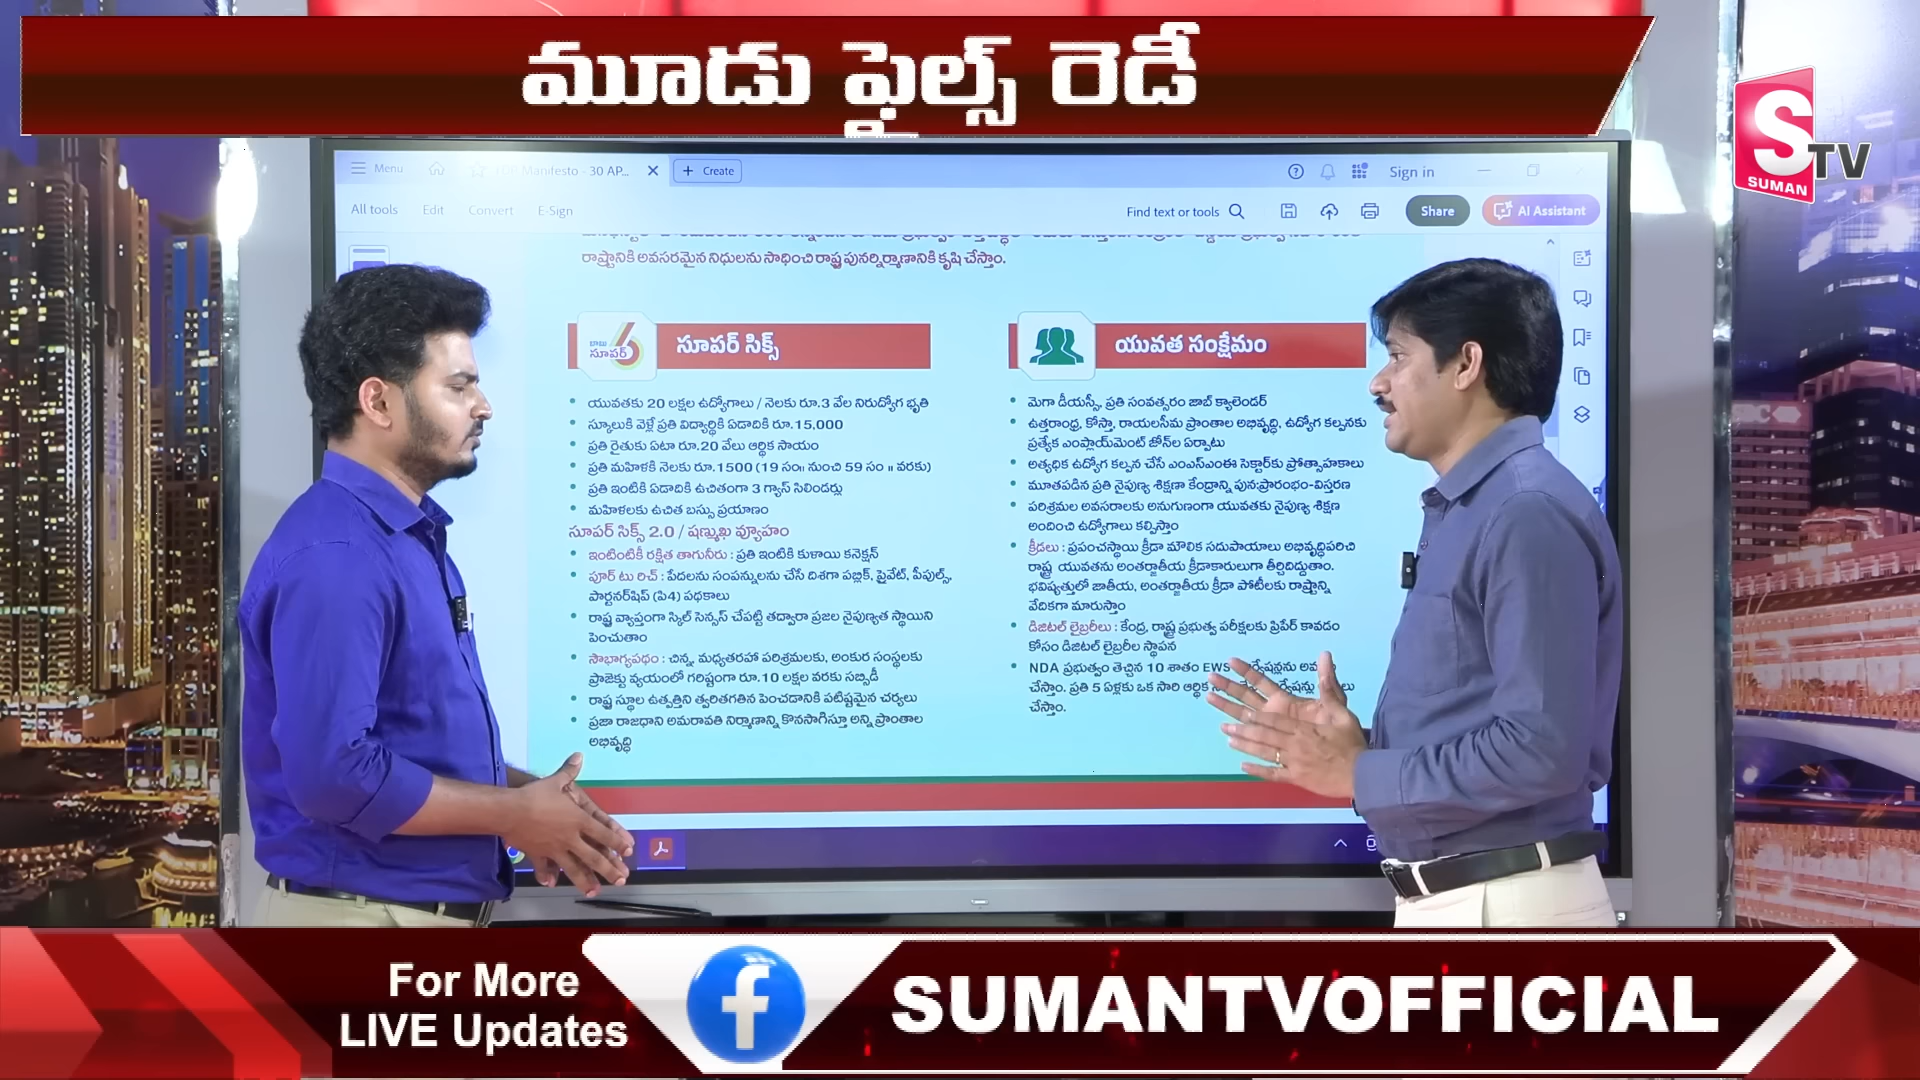 మూడు ఫైల్స్ రెడీ
S TV
SUMAN
Menu
Manifesto - 30 AP...
Create
Sign in
All tools
Edit
Convert
E-Sign
Find text or tools
Share
AI Assistant
రాష్ట్రానికి అవసరమైన నిధులను సాధించి రాష్ట్ర పునర్నిర్మాణానికి కృషి చేస్తాం.
బాబు
సూపర్ 6
సూపర్ సిక్స్
యువతకు 20 లక్షల ఉద్యోగాలు / నెలకు రూ.3 వేల నిరుద్యోగ భృతి
స్కూలుకి వెళ్లే ప్రతి విద్యార్థికి ఏడాదికి రూ.15,000
ప్రతి రైతుకు ఏటా రూ.20 వేలు ఆర్థిక సాయం
ప్రతి మహిళకి నెలకు రూ.1500 (19 సం॥ నుంచి 59 సం ॥ వరకు)
ప్రతి ఇంటికి ఏడాదికి ఉచితంగా 3 గ్యాస్ సిలిండర్లు
మహిళలకు ఉచిత బస్సు ప్రయాణం
సూపర్ సిక్స్ 2.0 / షణ్ముఖ వ్యూహం
ఇంటింటికీ రక్షిత తాగునీరు : ప్రతి ఇంటికి కుళాయి కనెక్షన్
పూర్ టు రిచ్ : పేదలను సంపన్నులను చేసే దిశగా పబ్లిక్, ప్రైవేట్, పీపుల్స్,
పార్టనర్‌షిప్ (పి4) పథకాలు
రాష్ట్ర వ్యాప్తంగా స్కిల్ సెన్సస్ చేపట్టి తద్వారా ప్రజల నైపుణ్యత స్థాయిని
పెంచుతాం
సౌభాగ్యపథం : చిన్న, మధ్యతరహా పరిశ్రమలకు, అంకుర సంస్థలకు
ప్రాజెక్టు వ్యయంలో గరిష్టంగా రూ.10 లక్షల వరకు సబ్సిడీ
రాష్ట్ర స్థూల ఉత్పత్తిని త్వరితగతిన పెంచడానికి పటిష్టమైన చర్యలు
ప్రజా రాజధాని అమరావతి నిర్మాణాన్ని కొనసాగిస్తూ అన్ని ప్రాంతాల
అభివృద్ధి
యువత సంక్షేమం
మెగా డీయస్సీ, ప్రతి సంవత్సరం జాబ్ క్యాలెండర్
ఉత్తరాంధ్ర, కోస్తా, రాయలసీమ ప్రాంతాల అభివృద్ధి, ఉద్యోగ కల్పనకు
ప్రత్యేక ఎంప్లాయ్‌మెంట్ జోన్‌ల ఏర్పాటు
అత్యధిక ఉద్యోగ కల్పన చేసే ఎంఎస్ఎంఈ సెక్టార్‌కు ప్రోత్సాహకాలు
మూతపడిన ప్రతి నైపుణ్య శిక్షణా కేంద్రాన్ని పున:ప్రారంభం-విస్తరణ
పరిశ్రమల అవసరాలకు అనుగుణంగా యువతకు నైపుణ్య శిక్షణ
అందించి ఉద్యోగాలు కల్పిస్తాం
క్రీడలు : ప్రపంచస్థాయి క్రీడా మౌలిక సదుపాయాలు అభివృద్ధిపరిచి
రాష్ట్ర యువతను అంతర్జాతీయ క్రీడాకారులుగా తీర్చిదిద్దుతాం.
భవిష్యత్తులో జాతీయ, అంతర్జాతీయ క్రీడా పోటీలకు రాష్ట్రాన్ని
వేదికగా మారుస్తాం
డిజిటల్ లైబ్రరీలు : కేంద్ర, రాష్ట్ర ప్రభుత్వ పరీక్షలకు ప్రిపేర్ కావడం
కోసం డిజిటల్ లైబ్రరీల స్థాపన
NDA ప్రభుత్వం తెచ్చిన 10 శాతం EWS
చేస్తాం. ప్రతి 5 ఏళ్లకు ఒక సారి ఆర్థిక
చేస్తాం.
For More
LIVE Updates
SUMANTVOFFICIAL